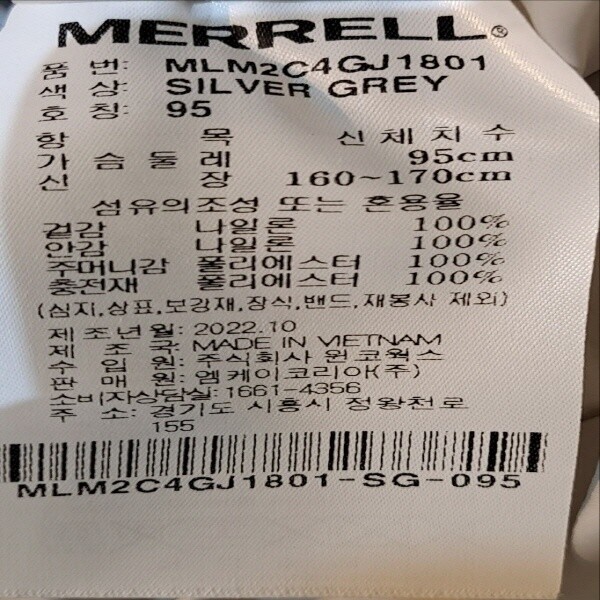 MERRELL®
품 번: MLM2C4GJ1801
색 상: SILVER GREY
호 칭: 95
항 목 신체치수
가 슴 둘 레 95cm
신 장 160~170cm
섬유의조성 또는 혼용율
겉감 나일론 100%
안감 나일론 100%
주머니감 폴리에스터 100%
충전재 폴리에스터 100%
(심지,상표,보강재,장식,밴드,재봉사 제외)
제 조 년 월: 2022.10
제 조 국: MADE IN VIETNAM
수 입 원: 주식회사 윈코웍스
판 매 원: 엠케이코리아(주)
소비자상담실: 1661-4356
주 소: 경기도 시흥시 정왕천로
155
MLM2C4GJ1801-SG-095